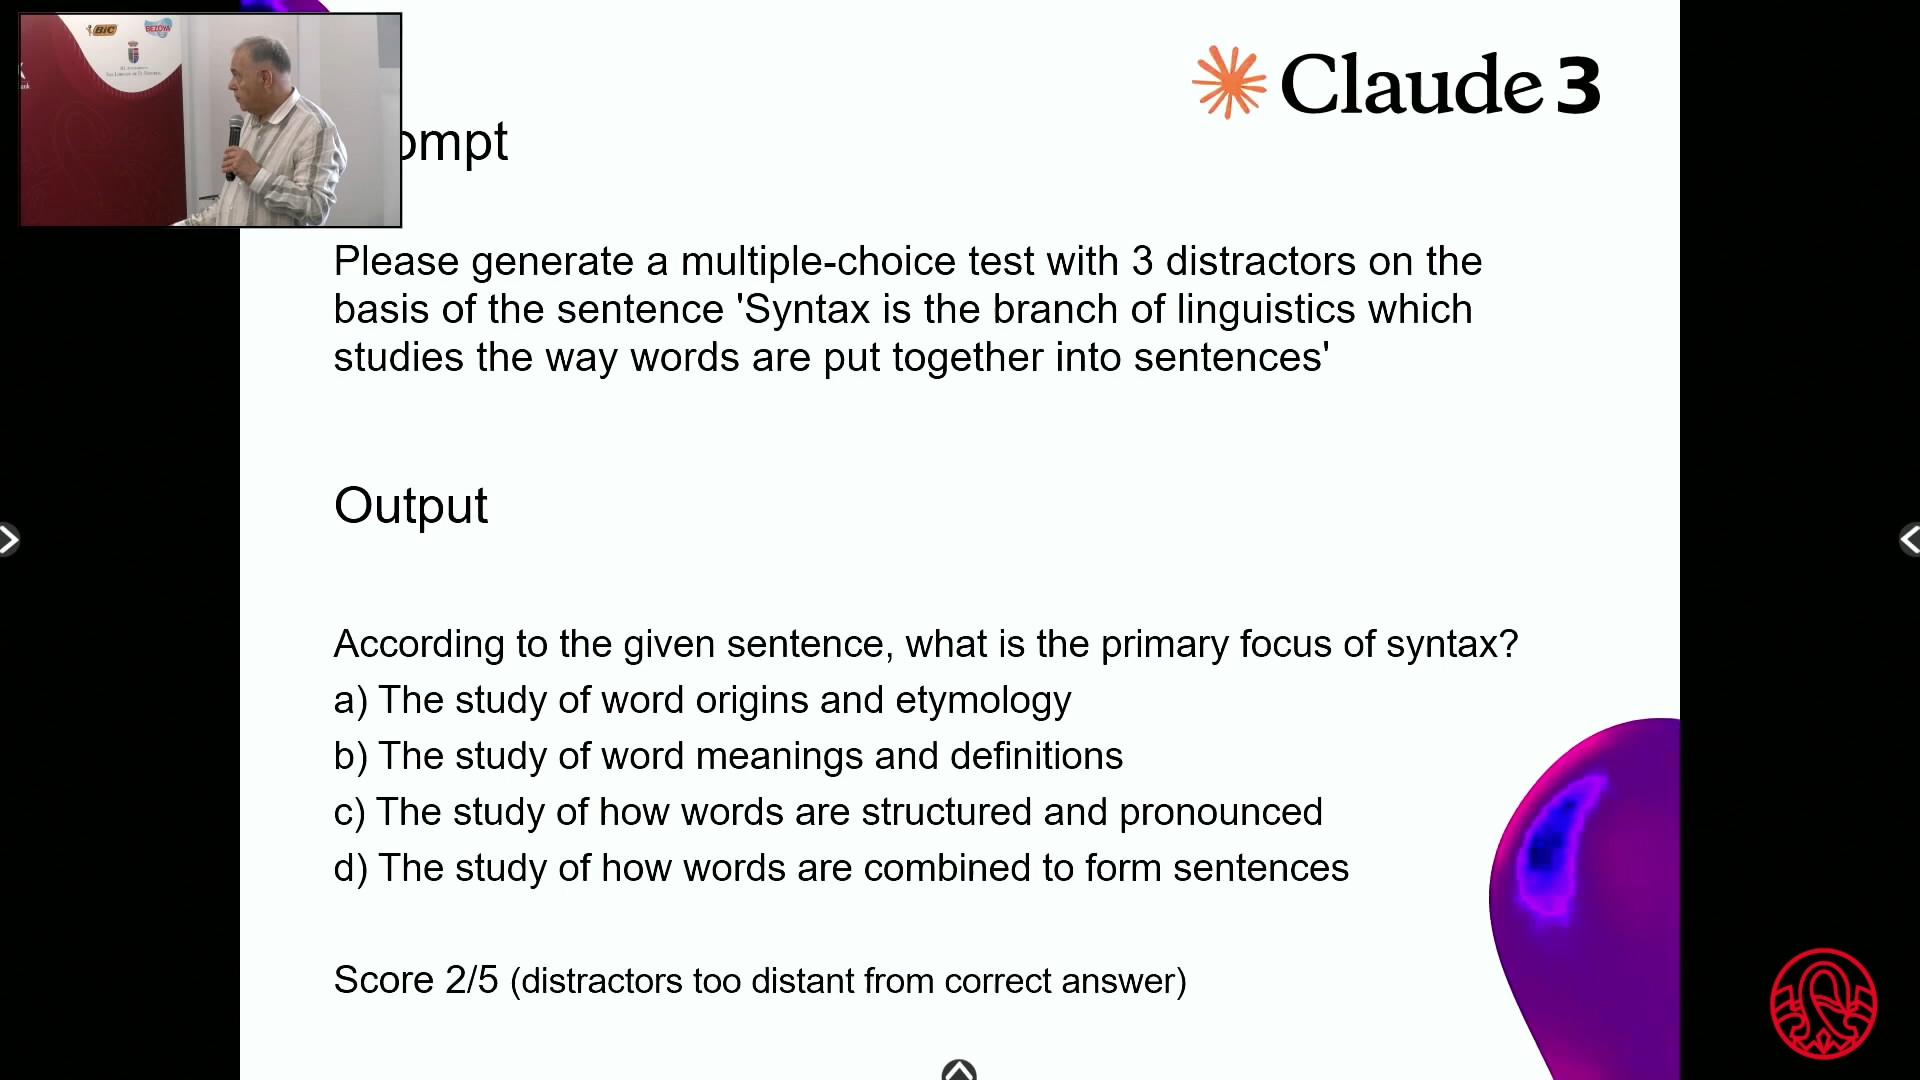 BiC
BEZOYA
Claude 3
ompt
Please generate a multiple-choice test with 3 distractors on the
basis of the sentence 'Syntax is the branch of linguistics which
studies the way words are put together into sentences'
Output
According to the given sentence, what is the primary focus of syntax?
a) The study of word origins and etymology
b) The study of word meanings and definitions
c) The study of how words are structured and pronounced
d) The study of how words are combined to form sentences
Score 2/5 (distractors too distant from correct answer)